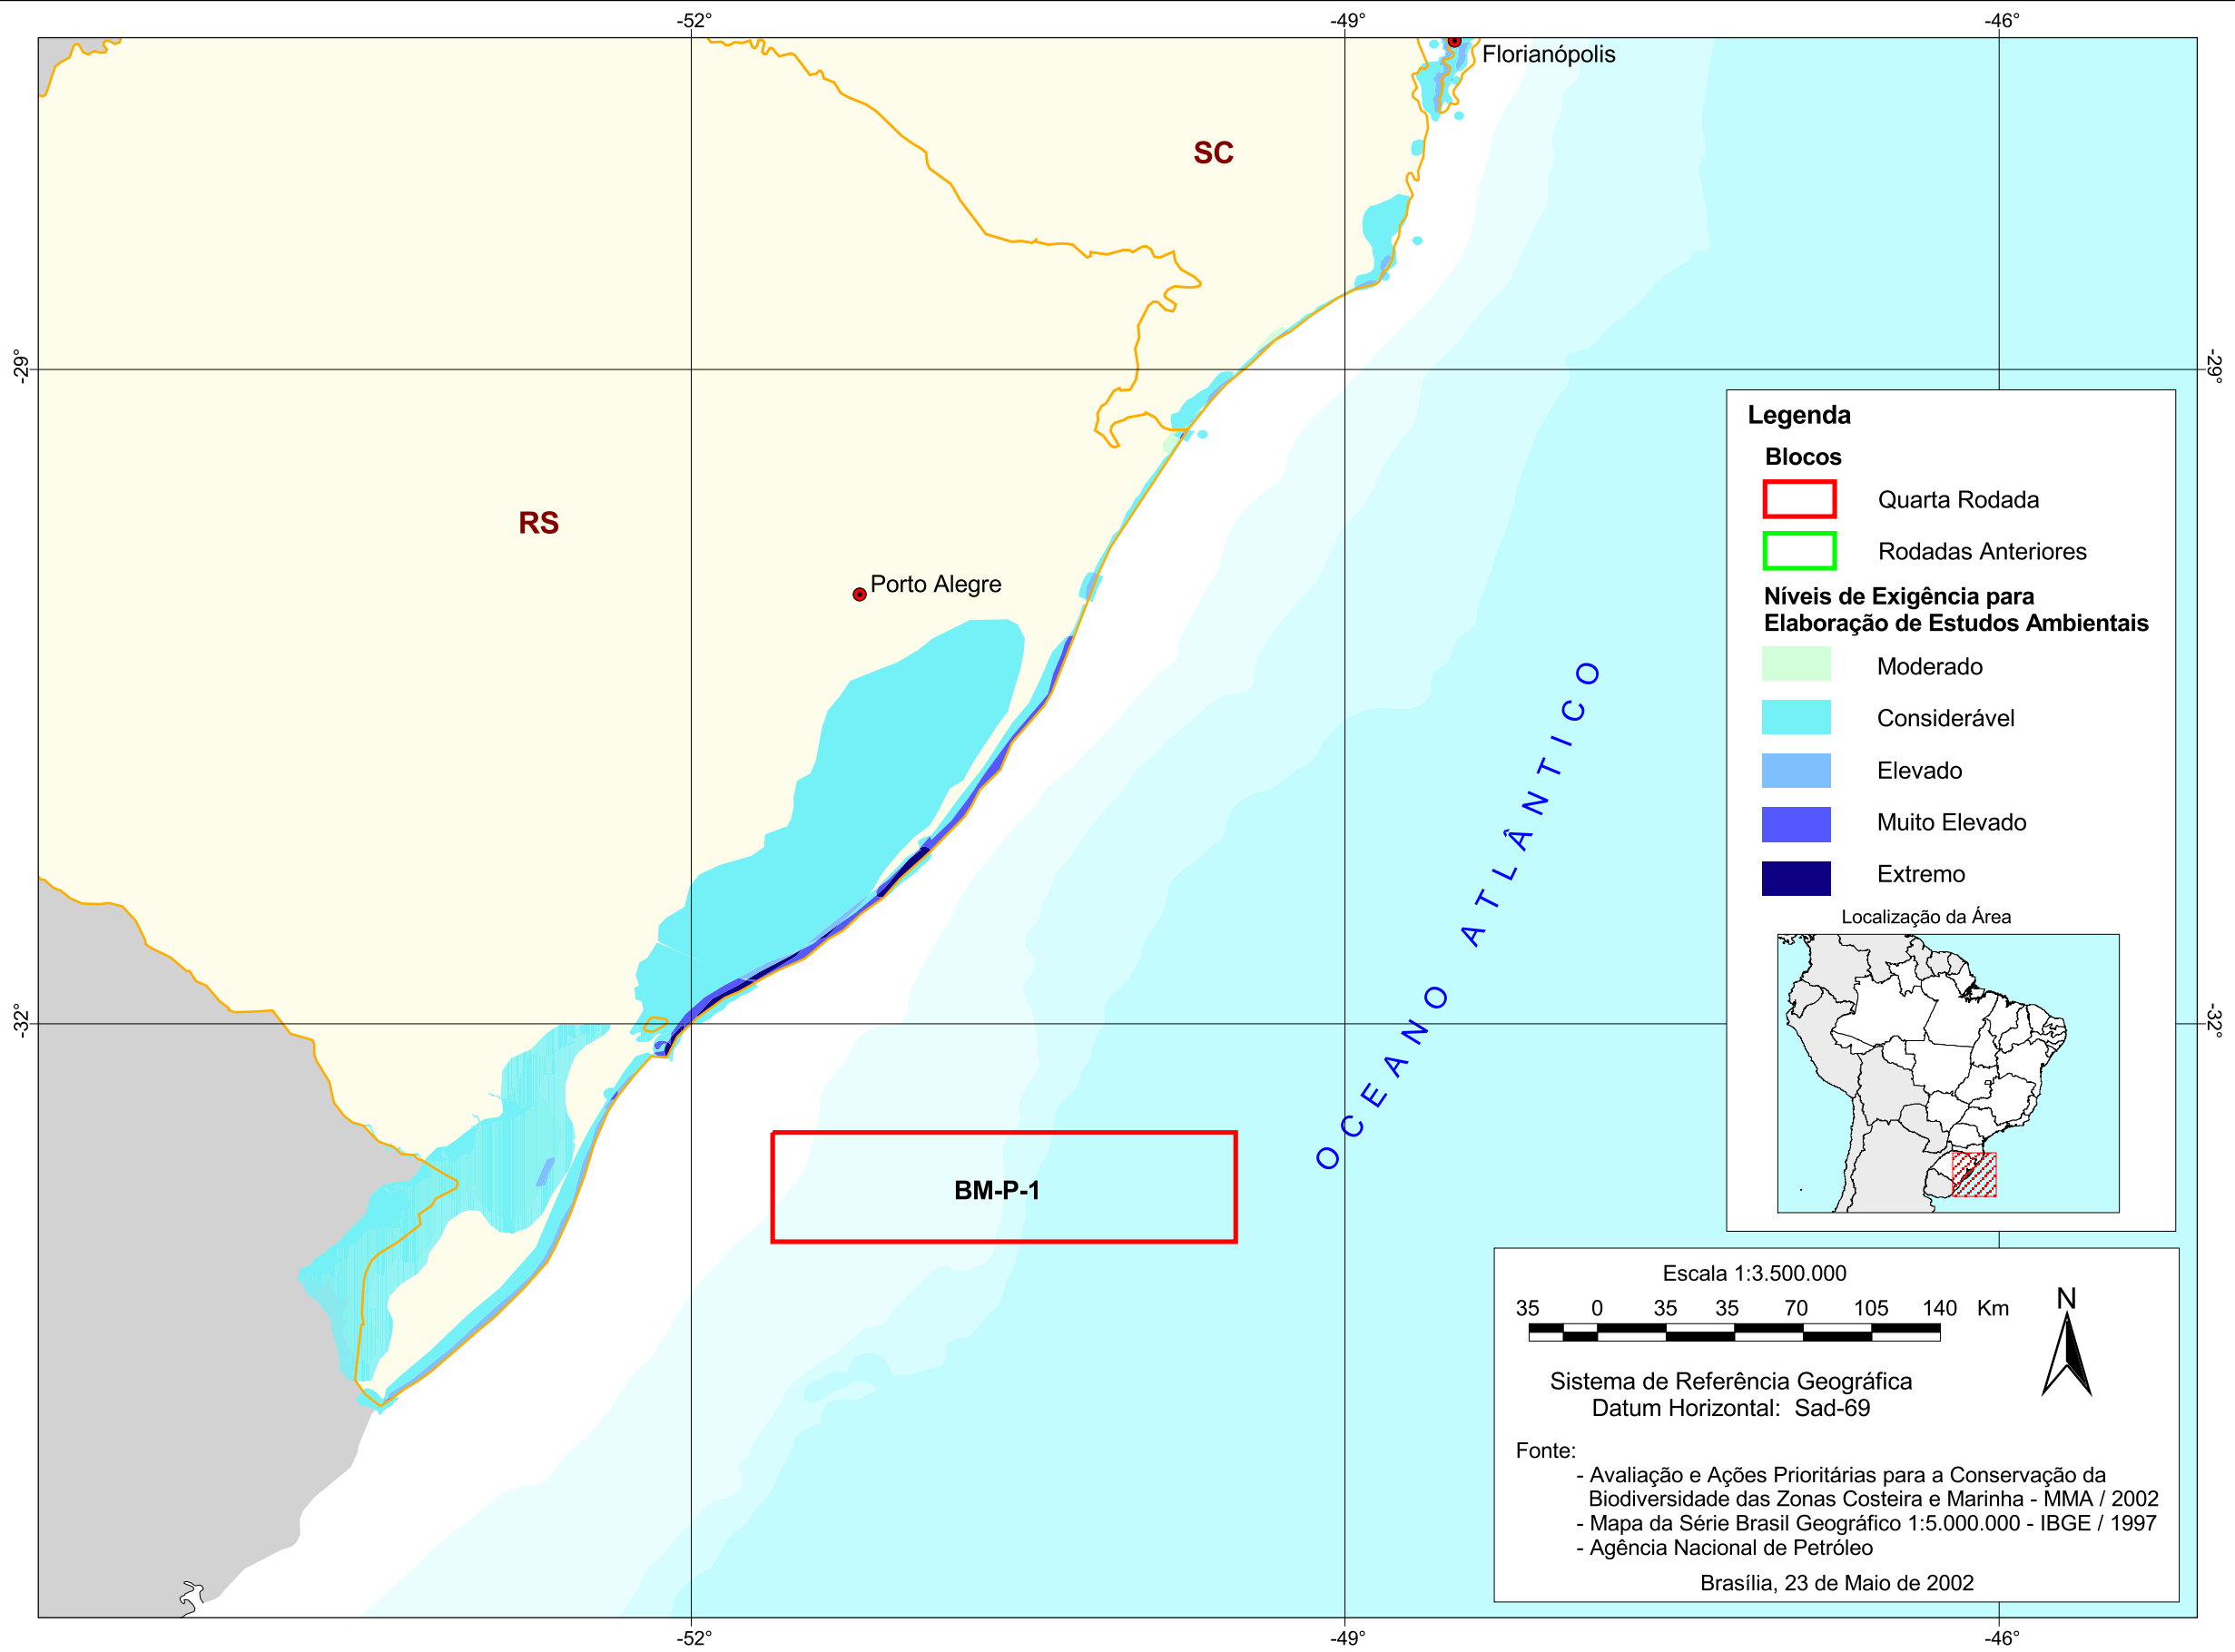 -52°
-49°
-46°
Florianópolis
SC
-29°
-29°
RS
Porto Alegre
Legenda
Blocos
Quarta Rodada
Rodadas Anteriores
Níveis de Exigência para
Elaboração de Estudos Ambientais
Moderado
Considerável
Elevado
Muito Elevado
Extremo
Localização da Área
OCEANO ATLÂNTICO
-32°
-32°
BM-P-1
Escala 1:3.500.000
35 0 35 35 70 105 140 Km
N
Sistema de Referência Geográfica
Datum Horizontal: Sad-69
Fonte:
- Avaliação e Ações Prioritárias para a Conservação da
Biodiversidade das Zonas Costeira e Marinha - MMA / 2002
- Mapa da Série Brasil Geográfico 1:5.000.000 - IBGE / 1997
- Agência Nacional de Petróleo
Brasília, 23 de Maio de 2002
-52°
-49°
-46°